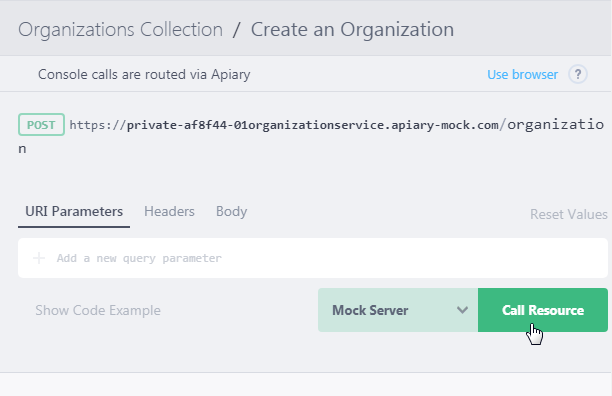 Organizations Collection / Create an Organization
Console calls are routed via Apiary
Use browser ?
POST https://private-af8f44-01organizationservice.apiary-mock.com/organizatio
n
URI Parameters Headers Body
Reset Values
+ Add a new query parameter
Show Code Example
Mock Server
Call Resource